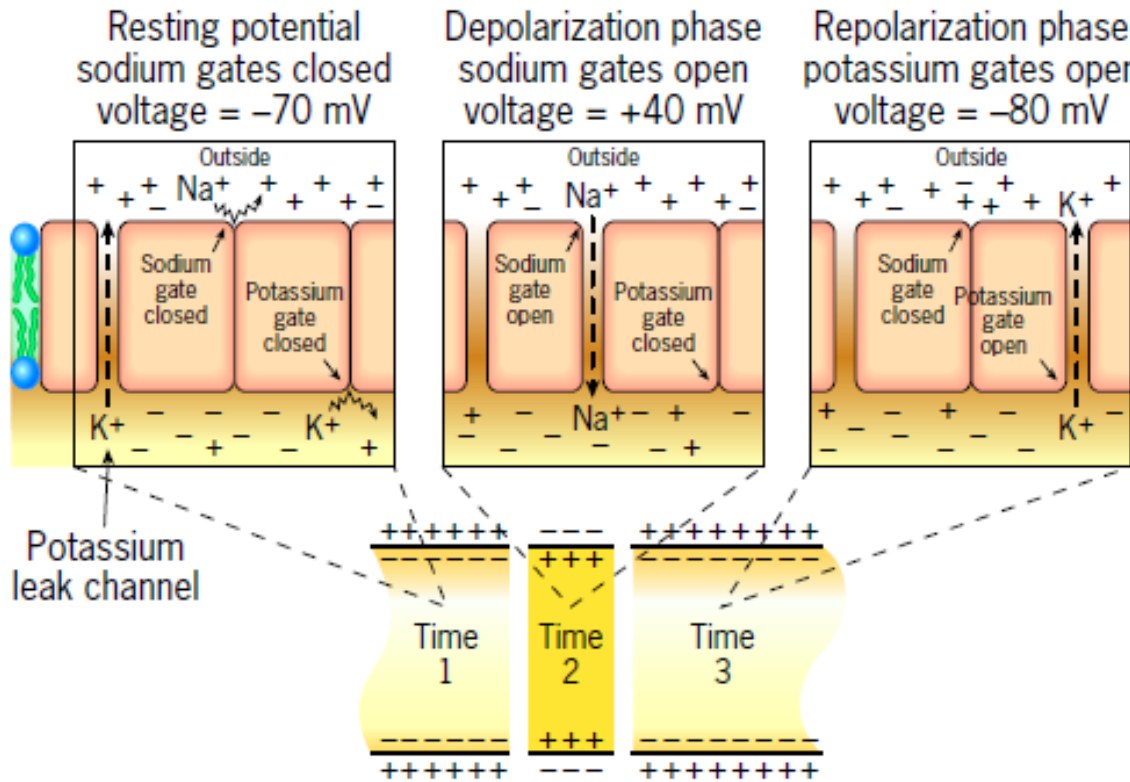 Resting potential
sodium gates closed
voltage = –70 mV
Depolarization phase
sodium gates open
voltage = +40 mV
Repolarization phase
potassium gates open
voltage = –80 mV
Outside
+ + + Na+ + + + +
– + + –
Sodium
gate
closed
Potassium
gate
closed
K+ – – – K+ –
– – + – +
Outside
+ + + Na+ + + + +
+ – + + –
Sodium
gate
open
Potassium
gate
closed
+ – – Na+ – +
– – – – +
Outside
+ + + + – + K+ +
+ – + + +
Sodium
gate
closed
Potassium
gate
open
+ – + – K+ –
– – – – –
Potassium
leak channel
++++++ ––– ++++++++
–––––– +++ ––––––––
Time
1
Time
2
Time
3
–––––– +++ ––––––––
++++++ ––– ++++++++